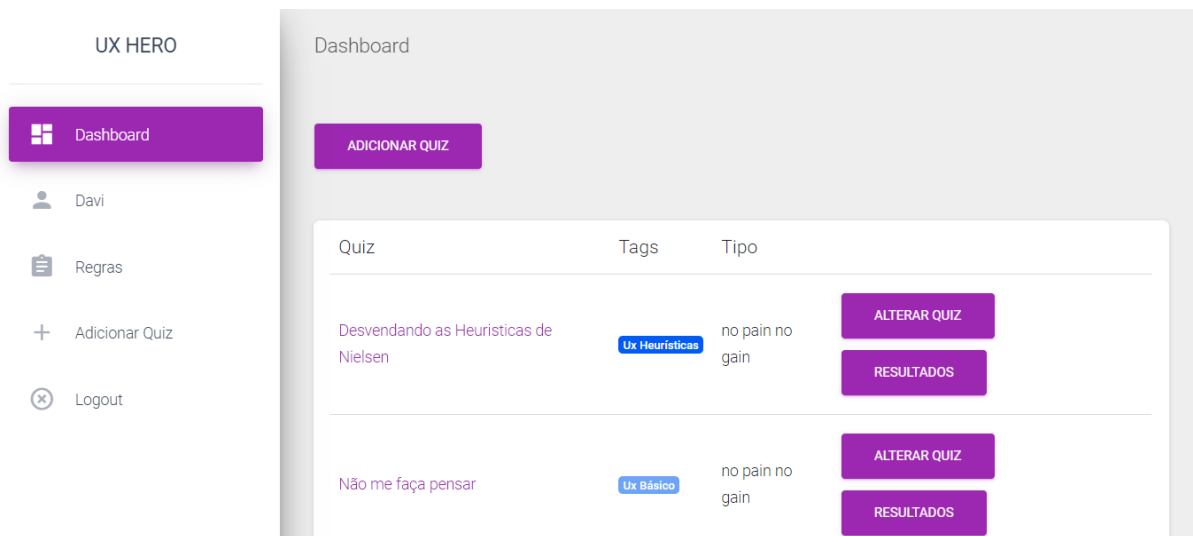 UX HERO
Dashboard
Davi
Regras
Adicionar Quiz
Logout
Dashboard
ADICIONAR QUIZ
Quiz Tags Tipo
Desvendando as Heuristicas de
Nielsen
Ux Heurísticas
no pain no
gain
ALTERAR QUIZ
RESULTADOS
Não me faça pensar
Ux Básico
no pain no
gain
ALTERAR QUIZ
RESULTADOS